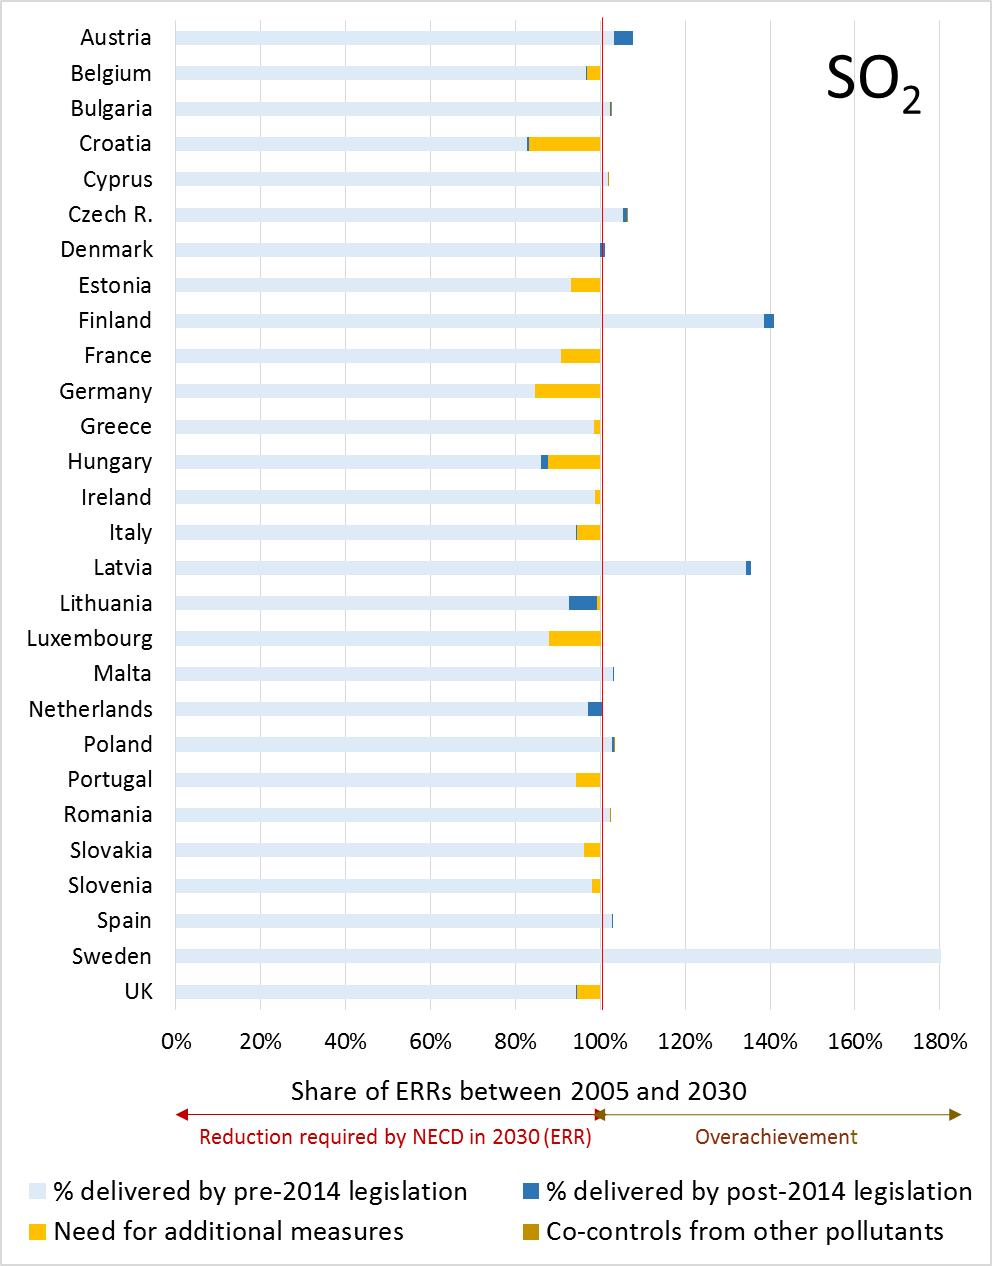 SO2
Austria
Belgium
Bulgaria
Croatia
Cyprus
Czech R.
Denmark
Estonia
Finland
France
Germany
Greece
Hungary
Ireland
Italy
Latvia
Lithuania
Luxembourg
Malta
Netherlands
Poland
Portugal
Romania
Slovakia
Slovenia
Spain
Sweden
UK
0% 20% 40% 60% 80% 100% 120% 140% 160% 180%
Share of ERRs between 2005 and 2030
Reduction required by NECD in 2030 (ERR) Overachievement
% delivered by pre-2014 legislation % delivered by post-2014 legislation
Need for additional measures Co-controls from other pollutants